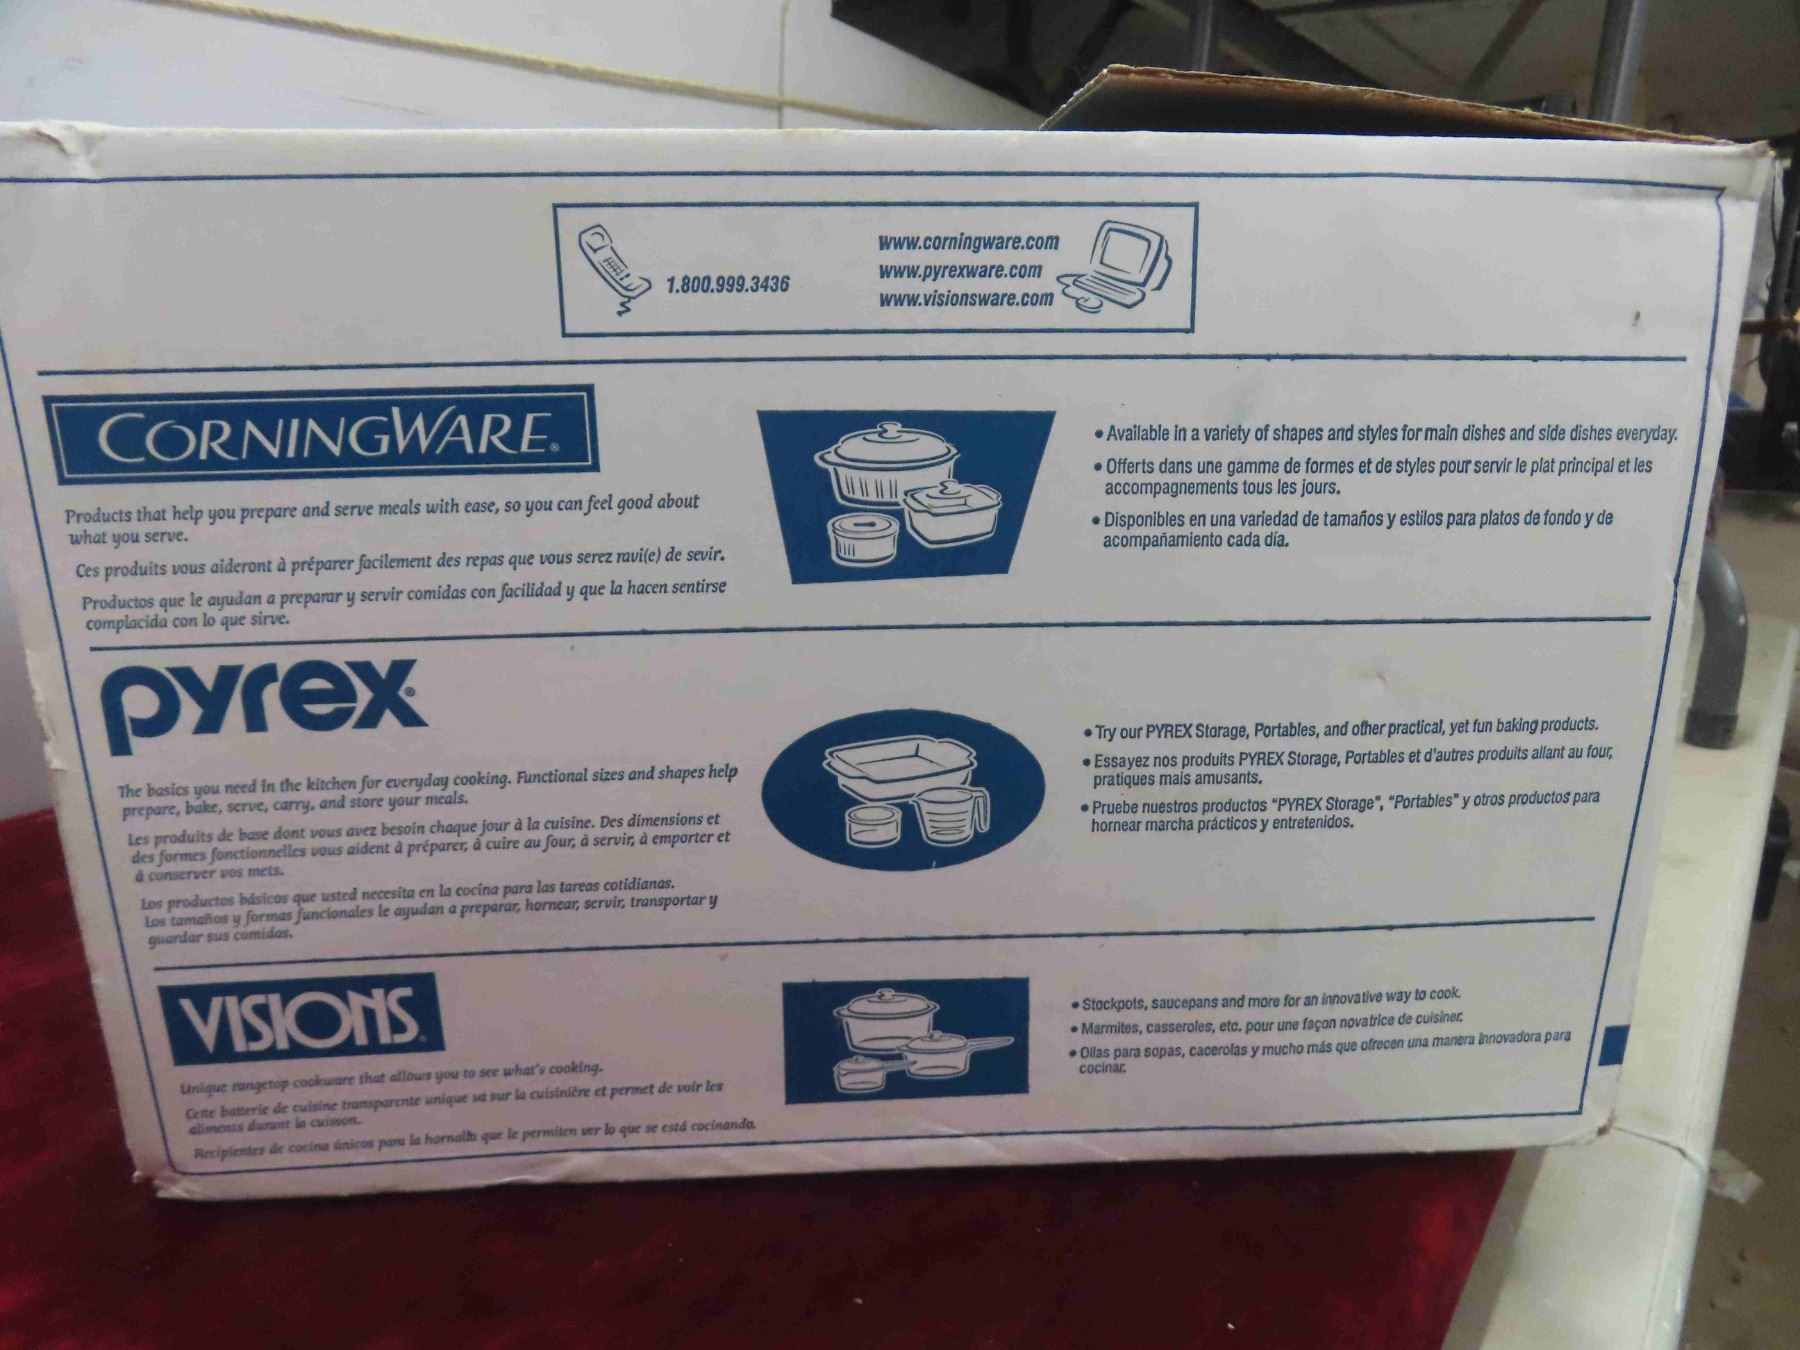 1.800.999.3436
www.corningware.com
www.pyrexware.com
www.visionsware.com
CORNINGWARE®
Products that help you prepare and serve meals with ease, so you can feel good about
what you serve.
Ces produits vous aideront à préparer facilement des repas que vous serez ravi(e) de sevir.
Productos que le ayudan a preparar y servir comidas con facilidad y que la hacen sentirse
complacida con lo que sirve.
• Available in a variety of shapes and styles for main dishes and side dishes everyday.
• Offerts dans une gamme de formes et de styles pour servir le plat principal et les
accompagnements tous les jours.
• Disponibles en una variedad de tamaños y estilos para platos de fondo y de
acompañamiento cada día.
pyrex®
The basics you need in the kitchen for everyday cooking. Functional sizes and shapes help
prepare, bake, serve, carry, and store your meals.
Les produits de base dont vous avez besoin chaque jour à la cuisine. Des dimensions et
des formes fonctionnelles vous aident à préparer, à cuire au four, à servir, à emporter et
à conserver vos mets.
Los productos básicos que usted necesita en la cocina para las tareas cotidianas.
Los tamaños y formas funcionales le ayudan a preparar, hornear, servir, transportar y
guardar sus comidas.
• Try our PYREX Storage, Portables, and other practical, yet fun baking products.
• Essayez nos produits PYREX Storage, Portables et d'autres produits allant au four,
pratiques mais amusants.
• Pruebe nuestros productos "PYREX Storage", "Portables" y otros productos para
hornear marcha prácticos y entretenidos.
VISIONS®
Unique rangetop cookware that allows you to see what's cooking.
Cette batterie de cuisine transparente unique va sur la cuisinière et permet de voir les
aliments durant la cuisson.
Recipientes de cocina únicos para la hornalla que le permiten ver lo que se está cocinando.
• Stockpots, saucepans and more for an innovative way to cook.
• Marmites, casseroles, etc. pour une façon novatrice de cuisiner.
• Ollas para sopas, cacerolas y mucho más que ofrecen una manera innovadora para
cocinar.